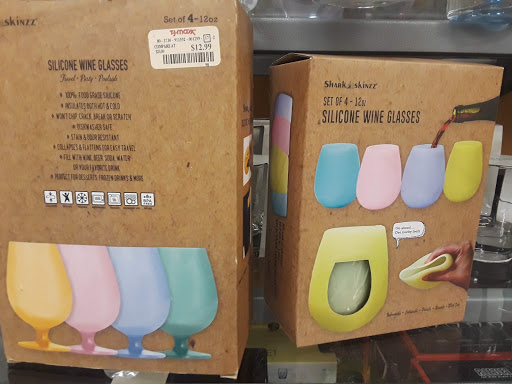 SKINZZ
Set of 4-12oz
T.J.maxx
COMPARE AT
$12.99
SILICONE WINE GLASSES
Travel • Party • Poolside
100% FOOD GRADE SILICONE
INSULATES BOTH HOT & COLD
WON'T CHIP, CRACK, BREAK OR SCRATCH
DISHWASHER SAFE
STAIN & ODOR RESISTANT
COLLAPSES & FLATTENS FOR EASY TRAVEL
FILL WITH WINE, BEER, SODA, WATER
OR YOUR FAVORITE DRINK
PERFECT FOR DESSERTS, FROZEN DRINKS & MORE
SHARK SKINZZ
SET OF 4-12oz
SILICONE WINE GLASSES